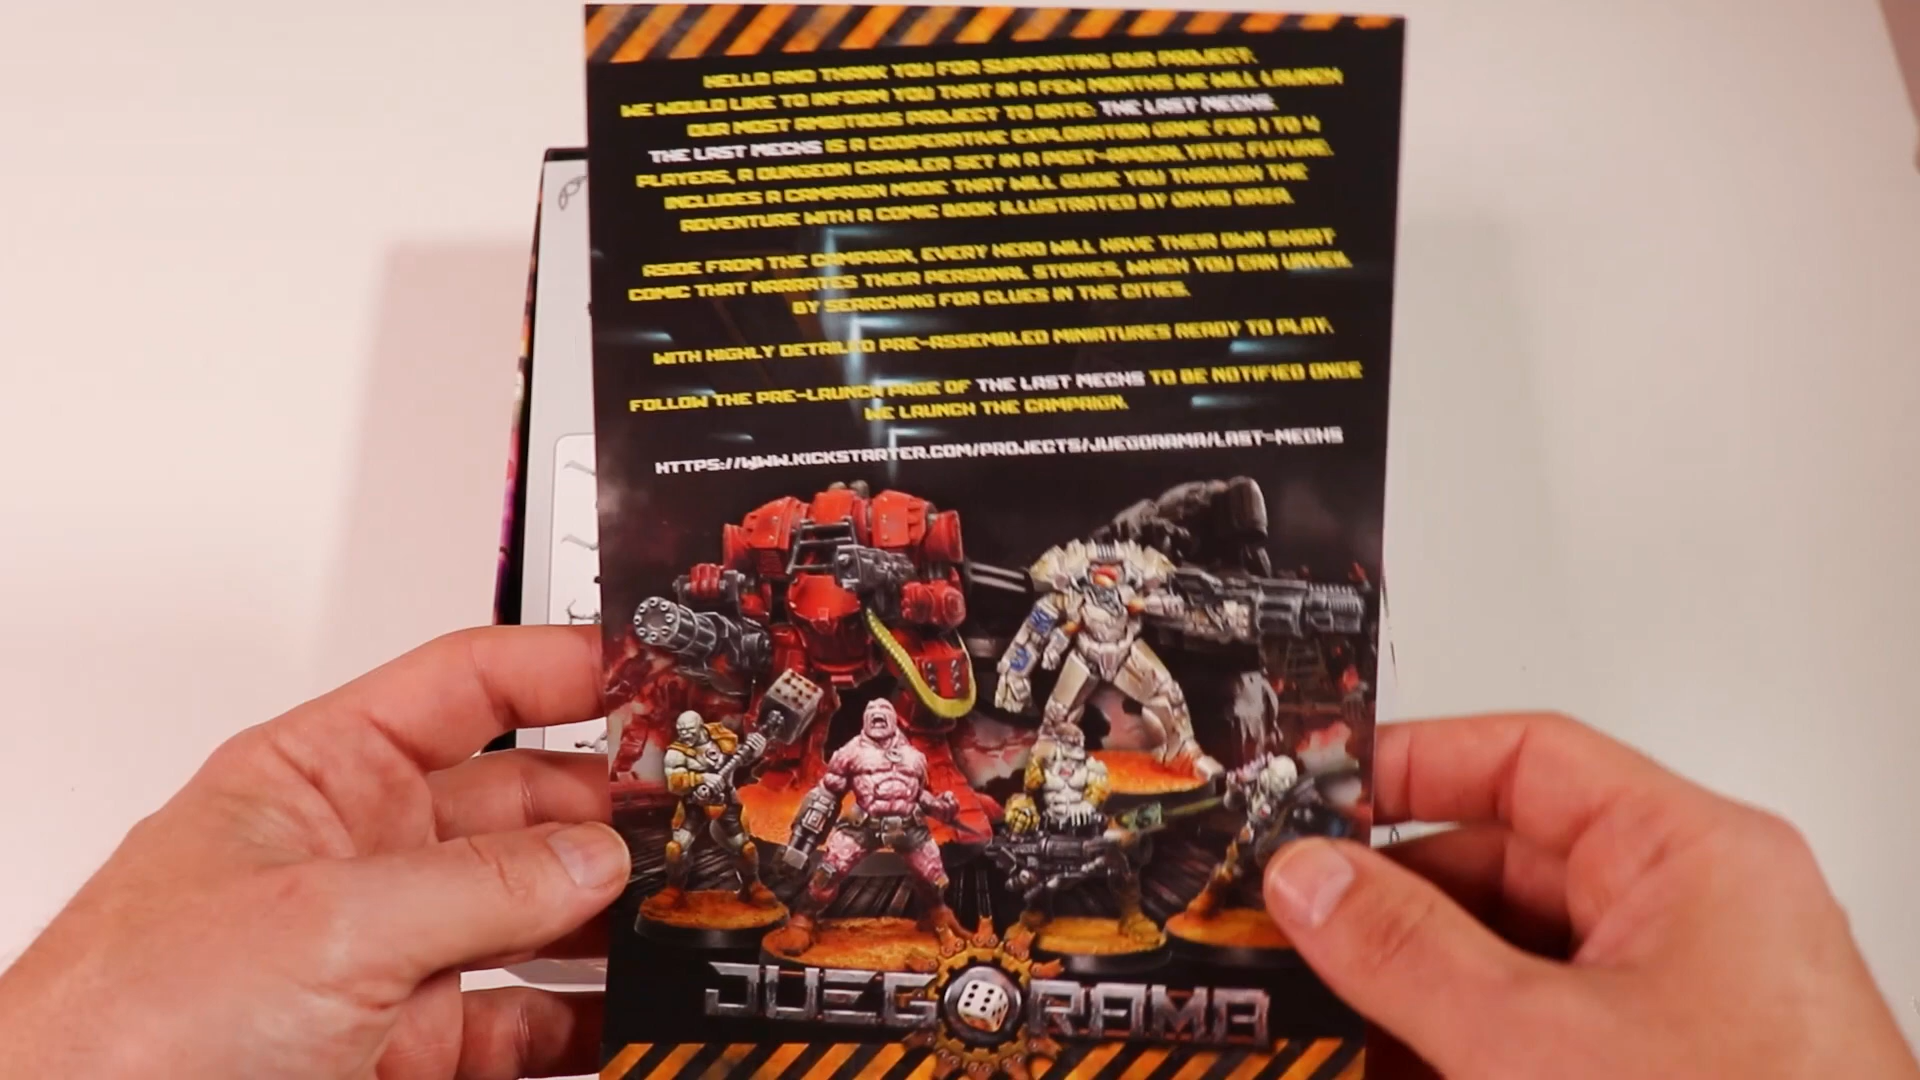 HELLO AND THANK YOU FOR SUPPORTING OUR PROJECT.
WE WOULD LIKE TO INFORM YOU THAT IN A FEW MONTHS WE WILL LAUNCH
OUR MOST AMBITIOUS PROJECT TO DATE: THE LAST MECHS.
THE LAST MECHS IS A COOPERATIVE EXPLORATION GAME FOR 1 TO 4
PLAYERS, A DUNGEON CRAWLER SET IN A POST-APOCALYPTIC FUTURE.
INCLUDES A CAMPAIGN MODE THAT WILL GUIDE YOU THROUGH THE
ADVENTURE WITH A COMIC BOOK ILLUSTRATED BY DAVID
ASIDE FROM THE CAMPAIGN, EVERY HERO WILL HAVE THEIR OWN SHORT
COMIC THAT NARRATES THEIR PERSONAL STORIES, WHICH YOU CAN UNVEIL
BY SEARCHING FOR CLUES IN THE CITIES.
WITH HIGHLY DETAILED PRE-ASSEMBLED MINIATURES READY TO PLAY.
FOLLOW THE PRE-LAUNCH PAGE OF THE LAST MECHS TO BE NOTIFIED ONCE
WE LAUNCH THE CAMPAIGN.
HTTPS://WWW.KICKSTARTER.COM/PROJECTS/JUEGORAMA/LAST-MECHS
JUEGORAMA